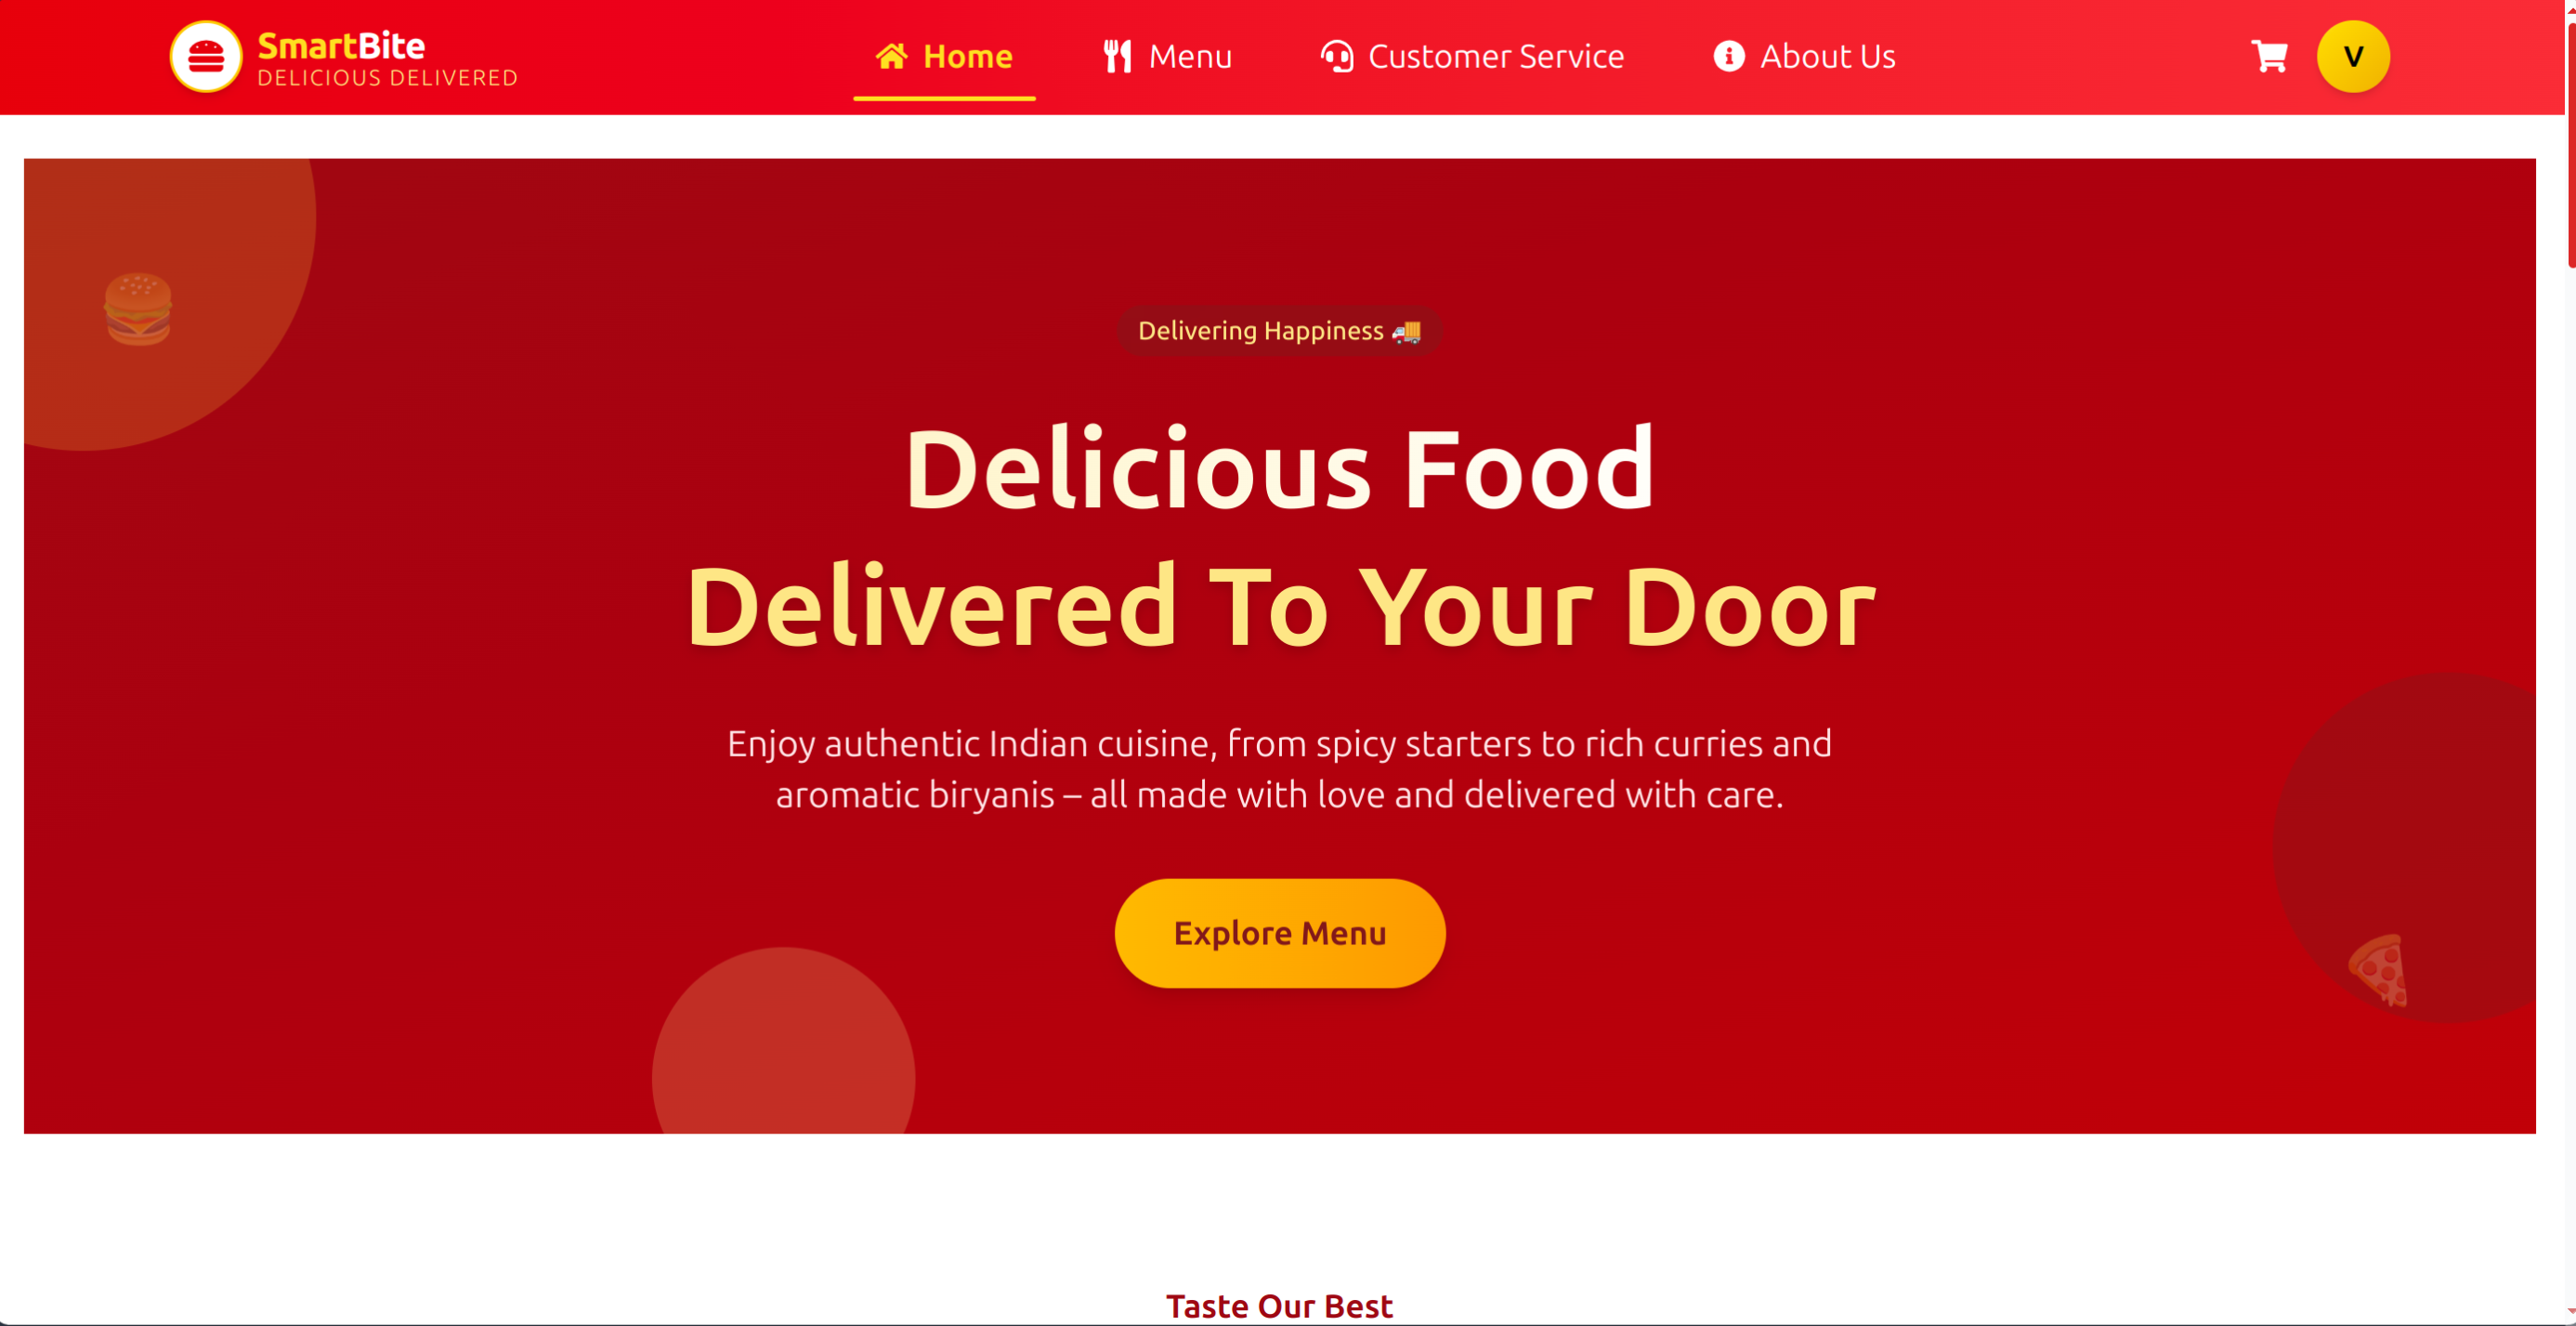 SmartBite
DELICIOUS DELIVERED
Home
Menu
Customer Service
About Us
V
Delivering Happiness 🚚
Delicious Food
Delivered To Your Door
Enjoy authentic Indian cuisine, from spicy starters to rich curries and
aromatic biryanis – all made with love and delivered with care.
Explore Menu
Taste Our Best